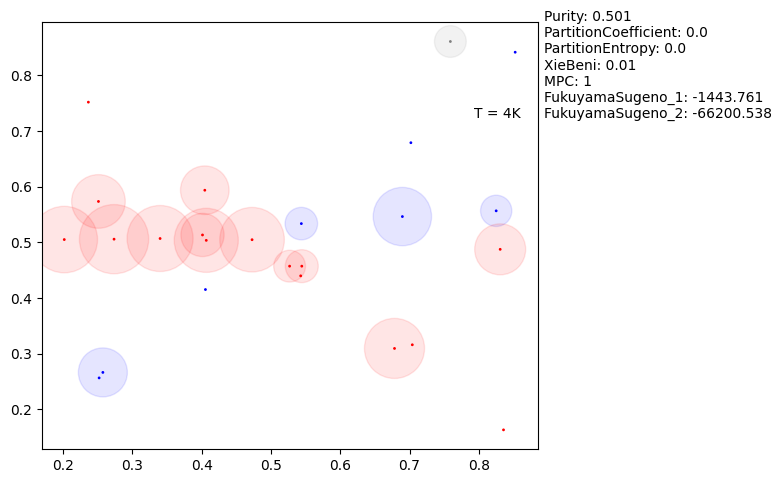 Purity: 0.501
PartitionCoefficient: 0.0
PartitionEntropy: 0.0
XieBeni: 0.01
MPC: 1
FukuyamaSugeno_1: -1443.761
FukuyamaSugeno_2: -66200.538
T = 4K
0.8
0.7
0.6
0.5
0.4
0.3
0.2
0.2 0.3 0.4 0.5 0.6 0.7 0.8